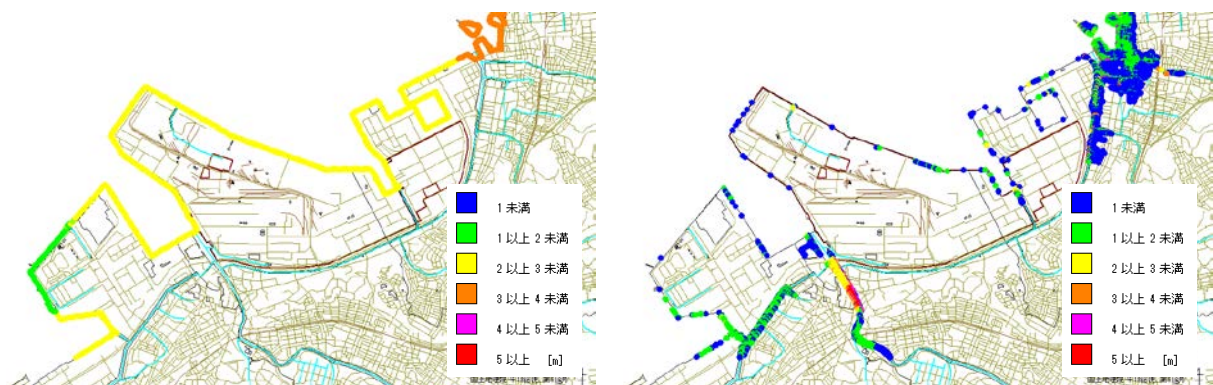 1 未満
1 以上 2 未満
2 以上 3 未満
3 以上 4 未満
4 以上 5 未満
5 以上 [m]
1 未満
1 以上 2 未満
2 以上 3 未満
3 以上 4 未満
4 以上 5 未満
5 以上 [m]